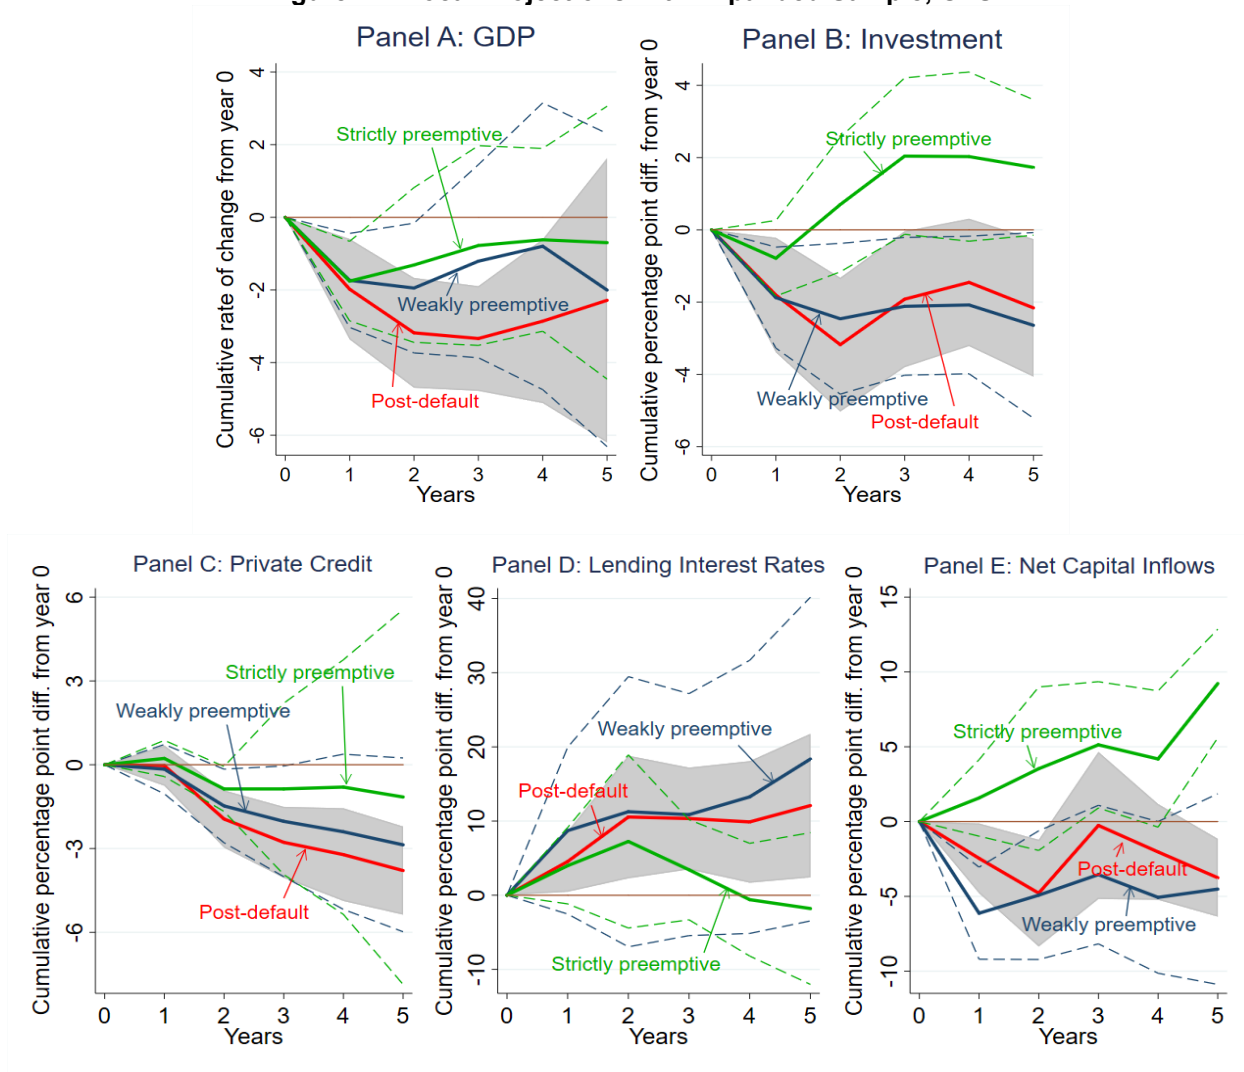 Panel A: GDP
Cumulative rate of change from year 0
4
2
0
-2
-4
-6
Strictly preemptive
Weakly preemptive
Post-default
0 1 2 3 4 5
Years
Panel B: Investment
Cumulative percentage point diff. from year 0
4
2
0
-2
-4
-6
Strictly preemptive
Weakly preemptive
Post-default
0 1 2 3 4 5
Years
Panel C: Private Credit
Cumulative percentage point diff. from year 0
6
3
0
-3
-6
Strictly preemptive
Weakly preemptive
Post-default
0 1 2 3 4 5
Years
Panel D: Lending Interest Rates
Cumulative percentage point diff. from year 0
40
30
20
10
0
-10
Weakly preemptive
Post-default
Strictly preemptive
0 1 2 3 4 5
Years
Panel E: Net Capital Inflows
Cumulative percentage point diff. from year 0
15
10
5
0
-5
-10
Strictly preemptive
Post-default
Weakly preemptive
0 1 2 3 4 5
Years